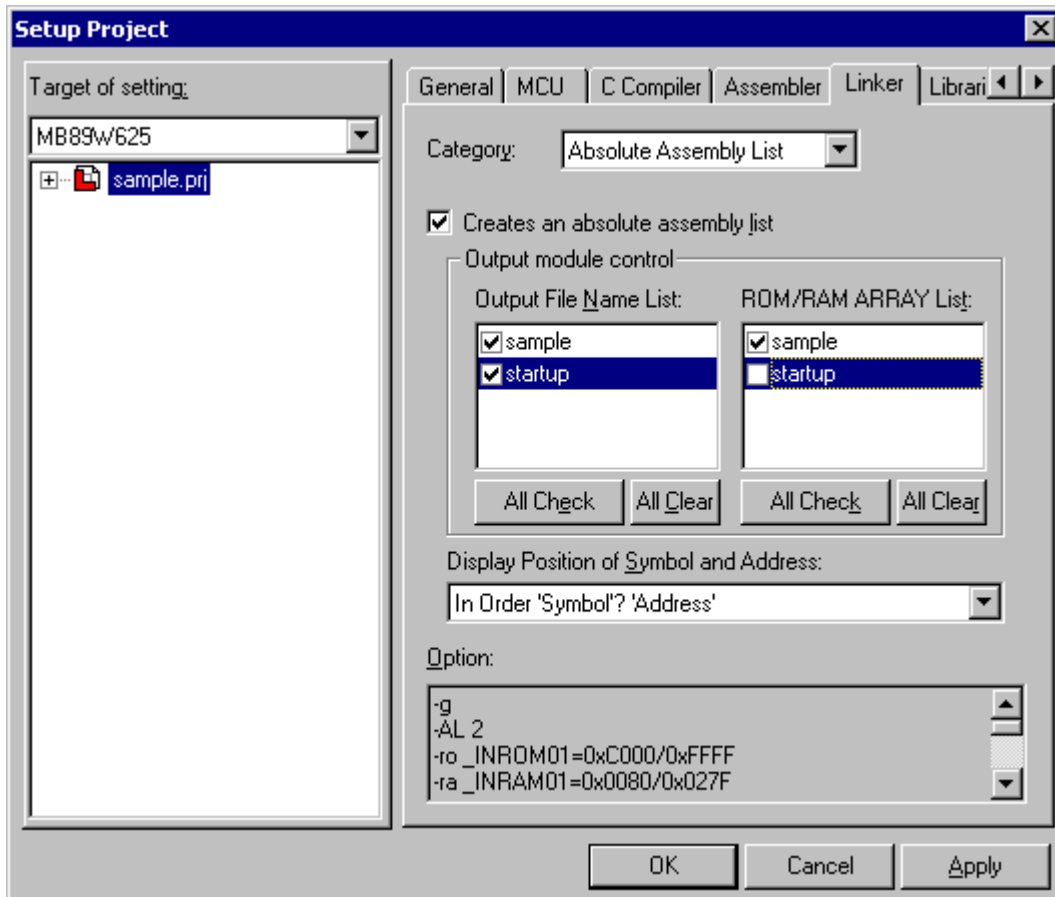 Setup Project
Target of setting:
MB89W625
sample.prj
General MCU C Compiler Assembler Linker Librari
Category: Absolute Assembly List
Creates an absolute assembly list
Output module control
Output File Name List: ROM/RAM ARRAY List:
sample sample
startup startup
All Check All Clear All Check All Clear
Display Position of Symbol and Address:
In Order 'Symbol'? 'Address'
Option:
-g
-AL 2
-ro _INROM01=0xC000/0xFFFF
-ra _INRAM01=0x0080/0x027F
OK Cancel Apply